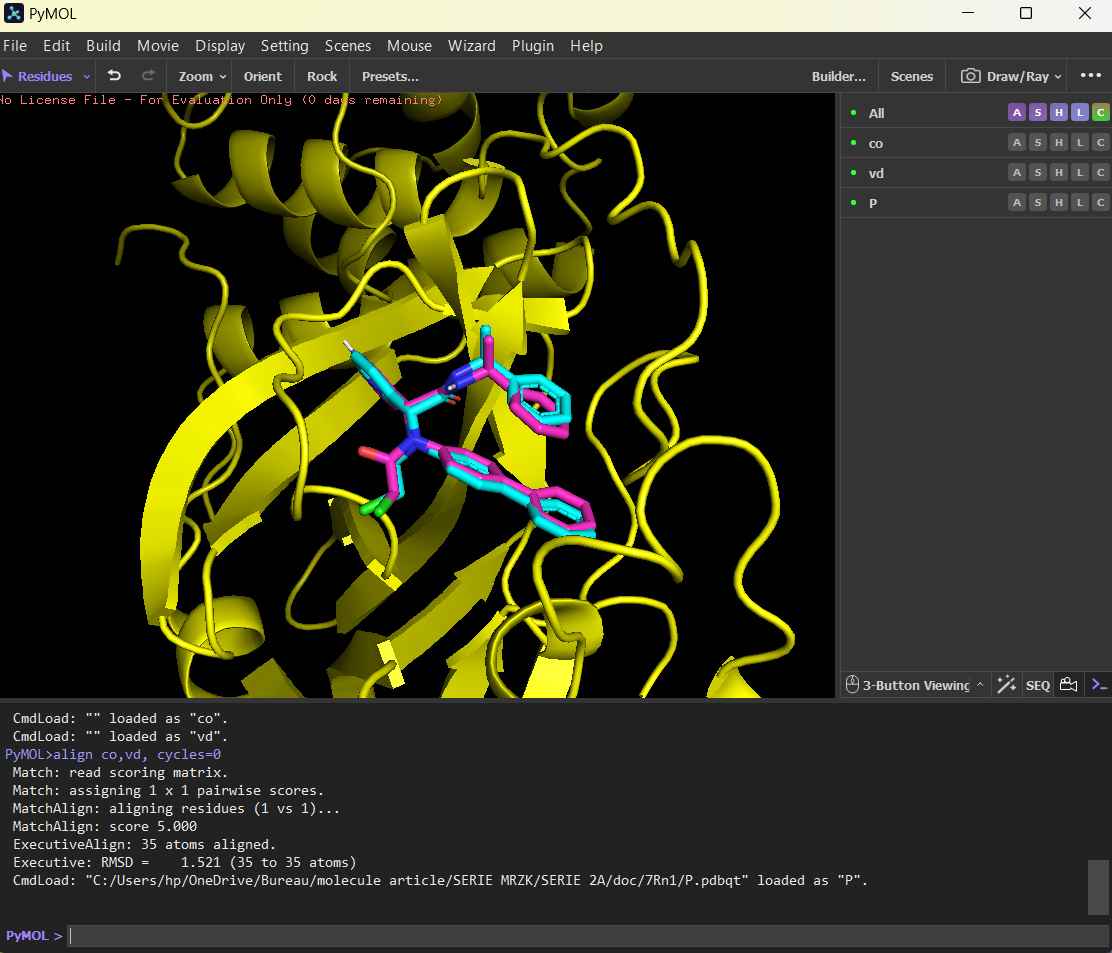 PyMOL
File Edit Build Movie Display Setting Scenes Mouse Wizard Plugin Help
Residues Zoom Orient Rock Presets... Builder... Scenes Draw/Ray
No License File - For Evaluation Only (0 days remaining)
All A S H L C
co A S H L C
vd A S H L C
P A S H L C
3-Button Viewing SEQ
CmdLoad: "" loaded as "co".
CmdLoad: "" loaded as "vd".
PyMOL>align co,vd, cycles=0
Match: read scoring matrix.
Match: assigning 1 x 1 pairwise scores.
MatchAlign: aligning residues (1 vs 1)...
MatchAlign: score 5.000
ExecutiveAlign: 35 atoms aligned.
Executive: RMSD =    1.521 (35 to 35 atoms)
CmdLoad: "C:/Users/hp/OneDrive/Bureau/molecule article/SERIE MRZK/SERIE 2A/doc/7Rn1/P.pdbqt" loaded as "P".
PyMOL >